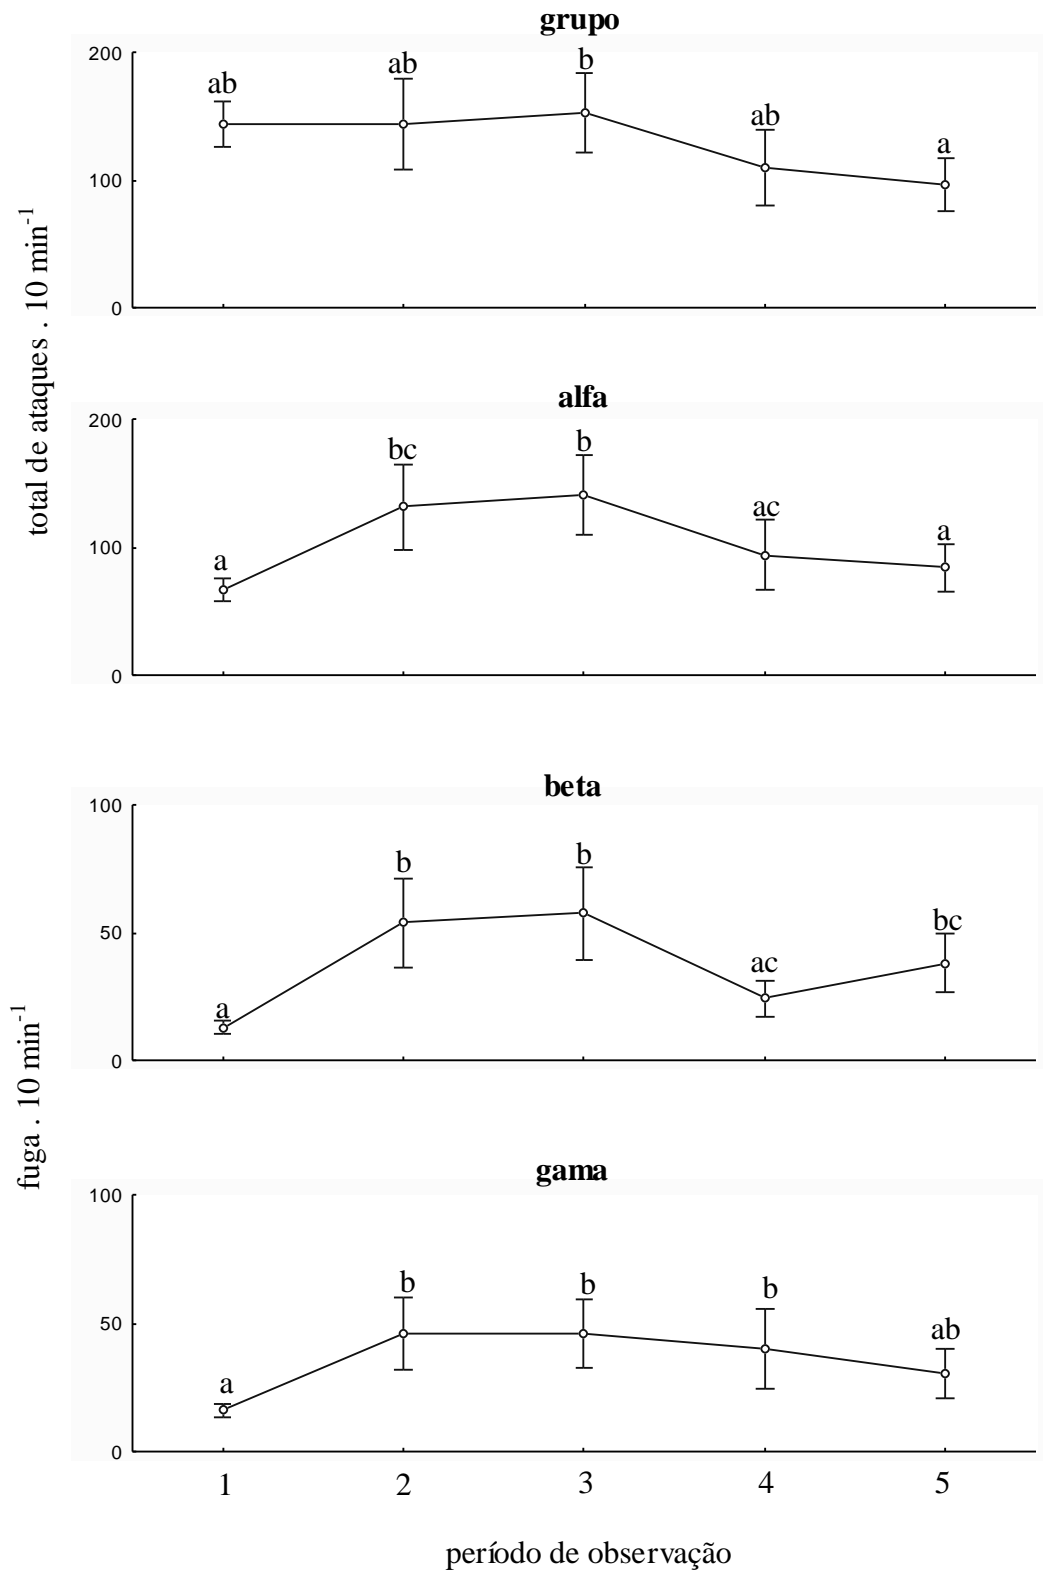 grupo
200
ab
ab
b
ab
a
100
0
total de ataques . 10 min⁻¹
alfa
200
a
bc
b
ac
a
100
0
beta
100
a
b
b
ac
bc
50
0
fuga . 10 min⁻¹
gama
100
a
b
b
b
ab
50
0
1 2 3 4 5
período de observação